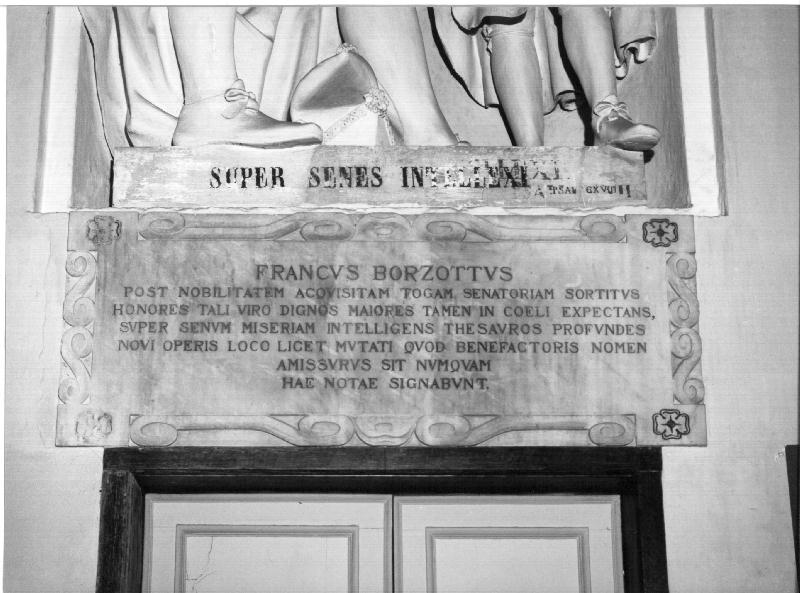 SUPER SENES INTELLEXI
FRANCVS BORZOTTVS
POST NOBILITATEM ACQVISITAM TOGAM SENATORIAM SORTITVS
HONORES TALI VIRO DIGNOS MAIORES TAMEN IN COELI EXPECTANS,
SVPER SENVM MISERIAM INTELLIGENS THESAVROS PROFVNDES
NOVI OPERIS LOCO LICET MVTATI QVOD BENEFACTORIS NOMEN
AMISSVRVS SIT NVMQVAM
HAE NOTAE SIGNABVNT.